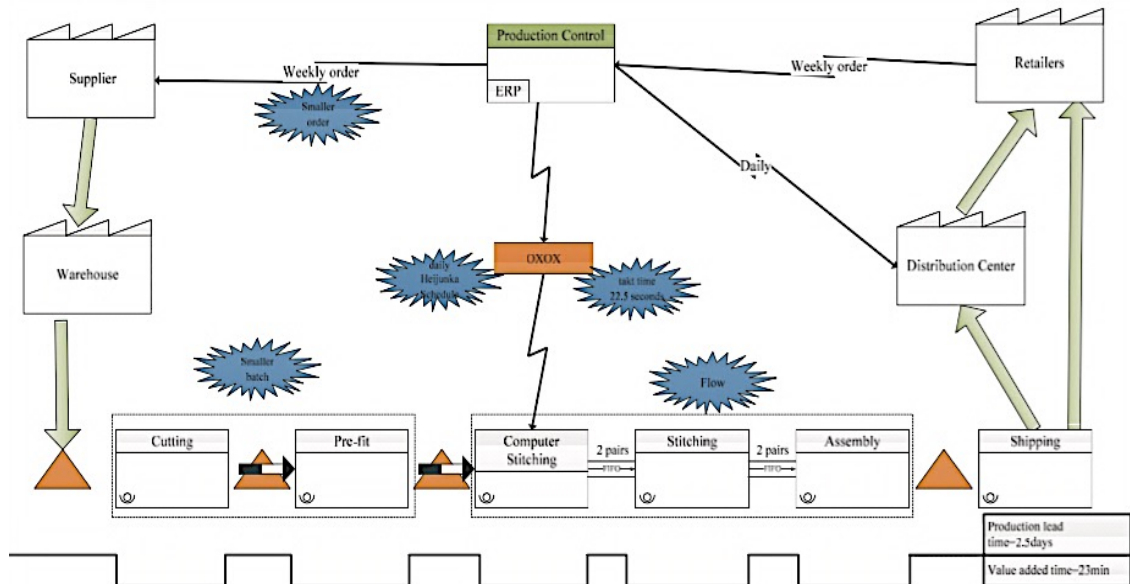 Production Control
Supplier
Weekly order
ERP
Weekly order
Retailers
Smaller
order
Daily
Warehouse
OXOX
daily
Heijunka
Schedule
takt time
22.5 seconds
Distribution Center
Smaller
batch
Flow
Cutting
Pre-fit
Computer
Stitching
2 pairs
FIFO
Stitching
2 pairs
FIFO
Assembly
Shipping
Production lead
time=2.5days
Value added time=23min